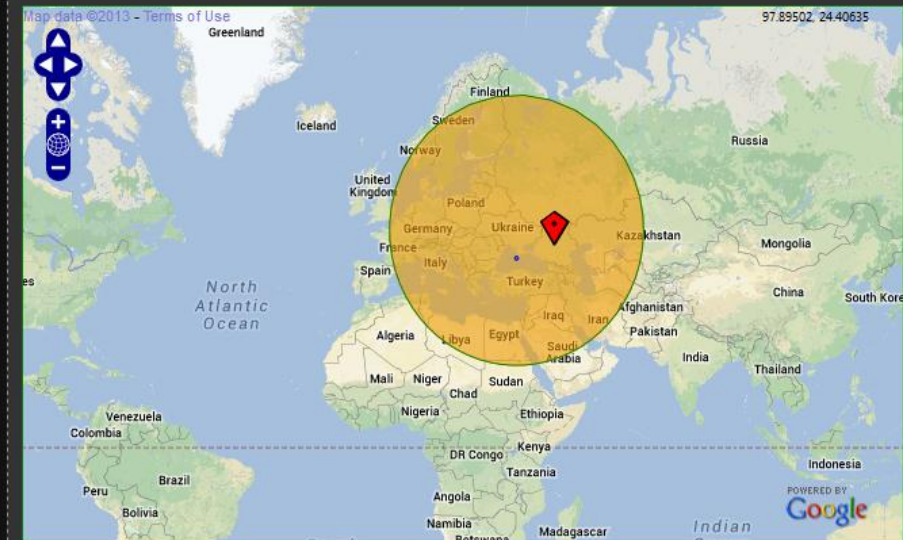 Map data ©2013 - Terms of Use
97.89502, 24.40635
Greenland
Finland
Iceland
Sweden
Russia
Norway
United
Kingdom
Poland
Germany
Ukraine
Kazakhstan
France
Mongolia
Italy
Spain
es
North
Atlantic
Ocean
Turkey
China
South Kore
Afghanistan
Iraq
Iran
Algeria
Libya
Egypt
Pakistan
Saudi
Arabia
India
Thailand
Mali
Niger
Chad
Sudan
Nigeria
Ethiopia
Venezuela
Colombia
DR Congo
Kenya
Tanzania
Indonesia
Brazil
Peru
Angola
Bolivia
Namibia
Botswana
Madagascar
Indian
POWERED BY
Google